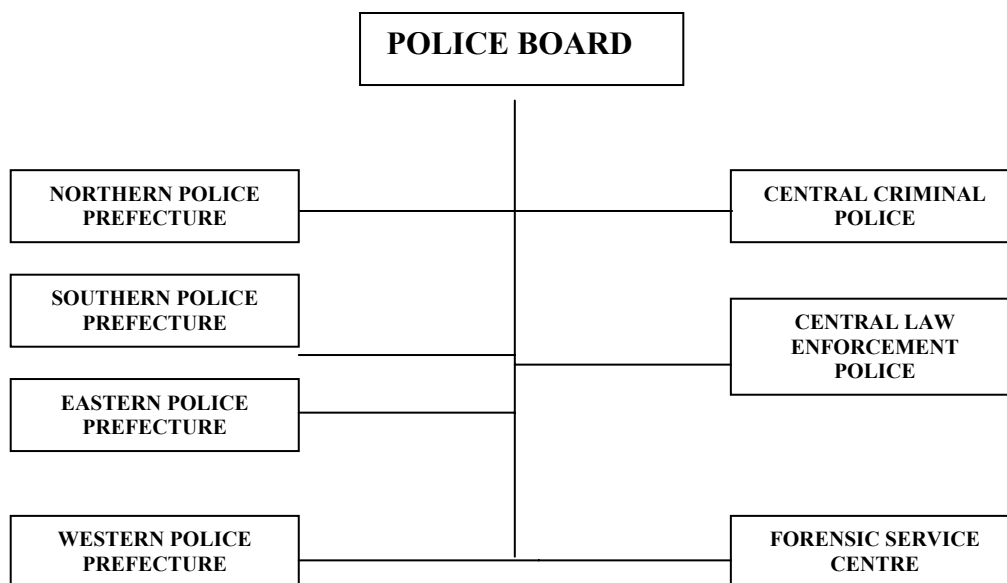 POLICE BOARD
NORTHERN POLICE
PREFECTURE
CENTRAL CRIMINAL
POLICE
SOUTHERN POLICE
PREFECTURE
CENTRAL LAW
ENFORCEMENT
POLICE
EASTERN POLICE
PREFECTURE
WESTERN POLICE
PREFECTURE
FORENSIC SERVICE
CENTRE